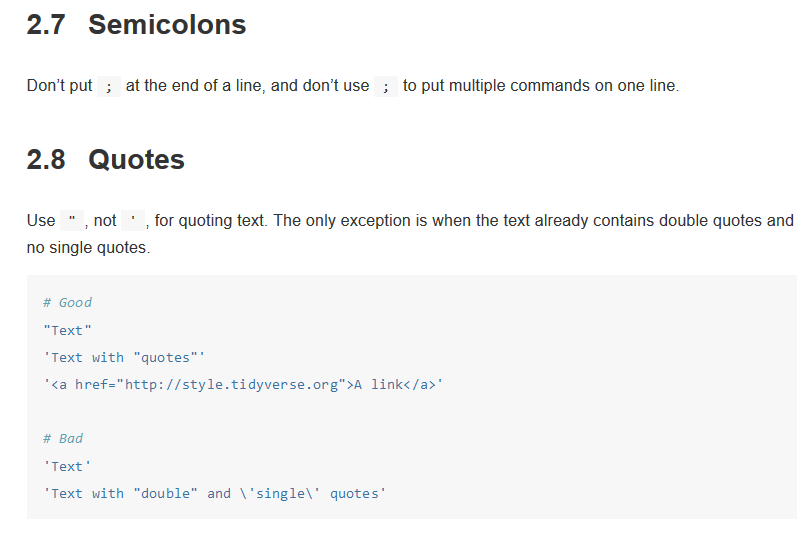 2.7 Semicolons
Don’t put ; at the end of a line, and don’t use ; to put multiple commands on one line.
2.8 Quotes
Use ", not ', for quoting text. The only exception is when the text already contains double quotes and
no single quotes.
# Good
"Text"
'Text with "quotes"'
'<a href="http://style.tidyverse.org">A link</a>'
# Bad
'Text'
'Text with "double" and \'single\' quotes'